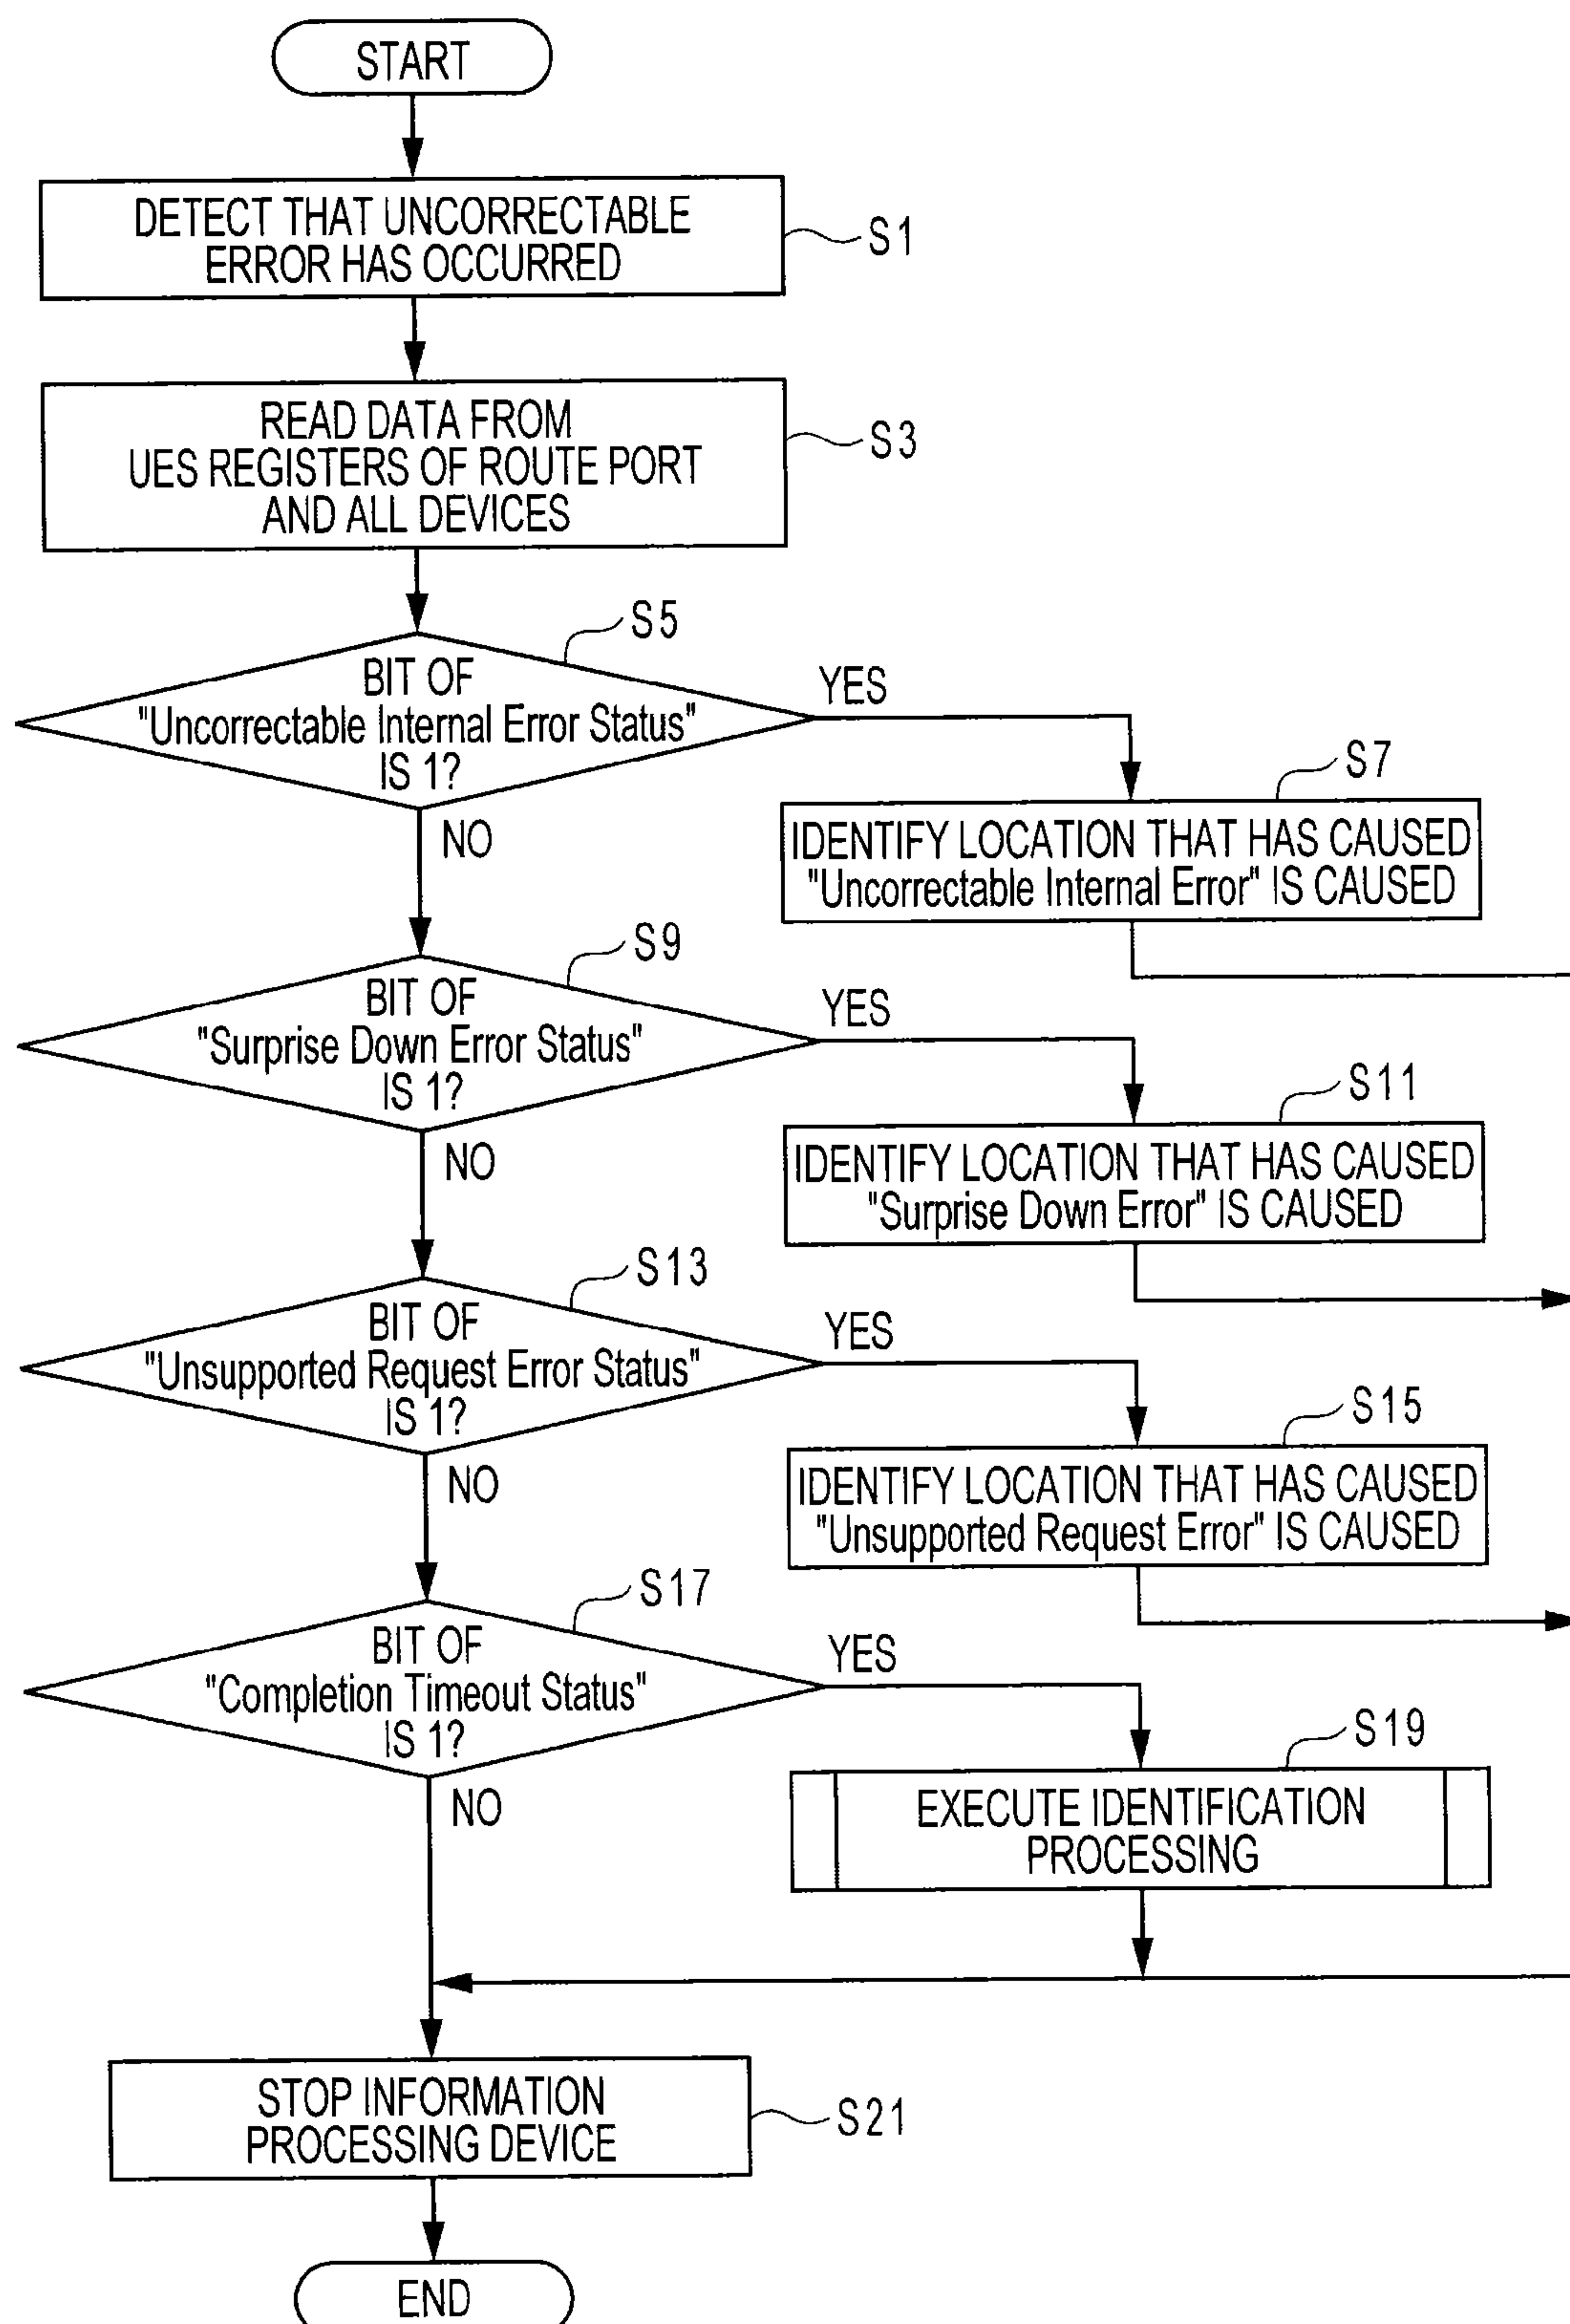 START
DETECT THAT UNCORRECTABLE
ERROR HAS OCCURRED
S1
READ DATA FROM
UES REGISTERS OF ROUTE PORT
AND ALL DEVICES
S3
S5
BIT OF
"Uncorrectable Internal Error Status"
IS 1?
YES
NO
S7
IDENTIFY LOCATION THAT HAS CAUSED
"Uncorrectable Internal Error" IS CAUSED
S9
BIT OF
"Surprise Down Error Status"
IS 1?
YES
NO
S11
IDENTIFY LOCATION THAT HAS CAUSED
"Surprise Down Error" IS CAUSED
S13
BIT OF
"Unsupported Request Error Status"
IS 1?
YES
NO
S15
IDENTIFY LOCATION THAT HAS CAUSED
"Unsupported Request Error" IS CAUSED
S17
BIT OF
"Completion Timeout Status"
IS 1?
YES
NO
S19
EXECUTE IDENTIFICATION
PROCESSING
STOP INFORMATION
PROCESSING DEVICE
S21
END